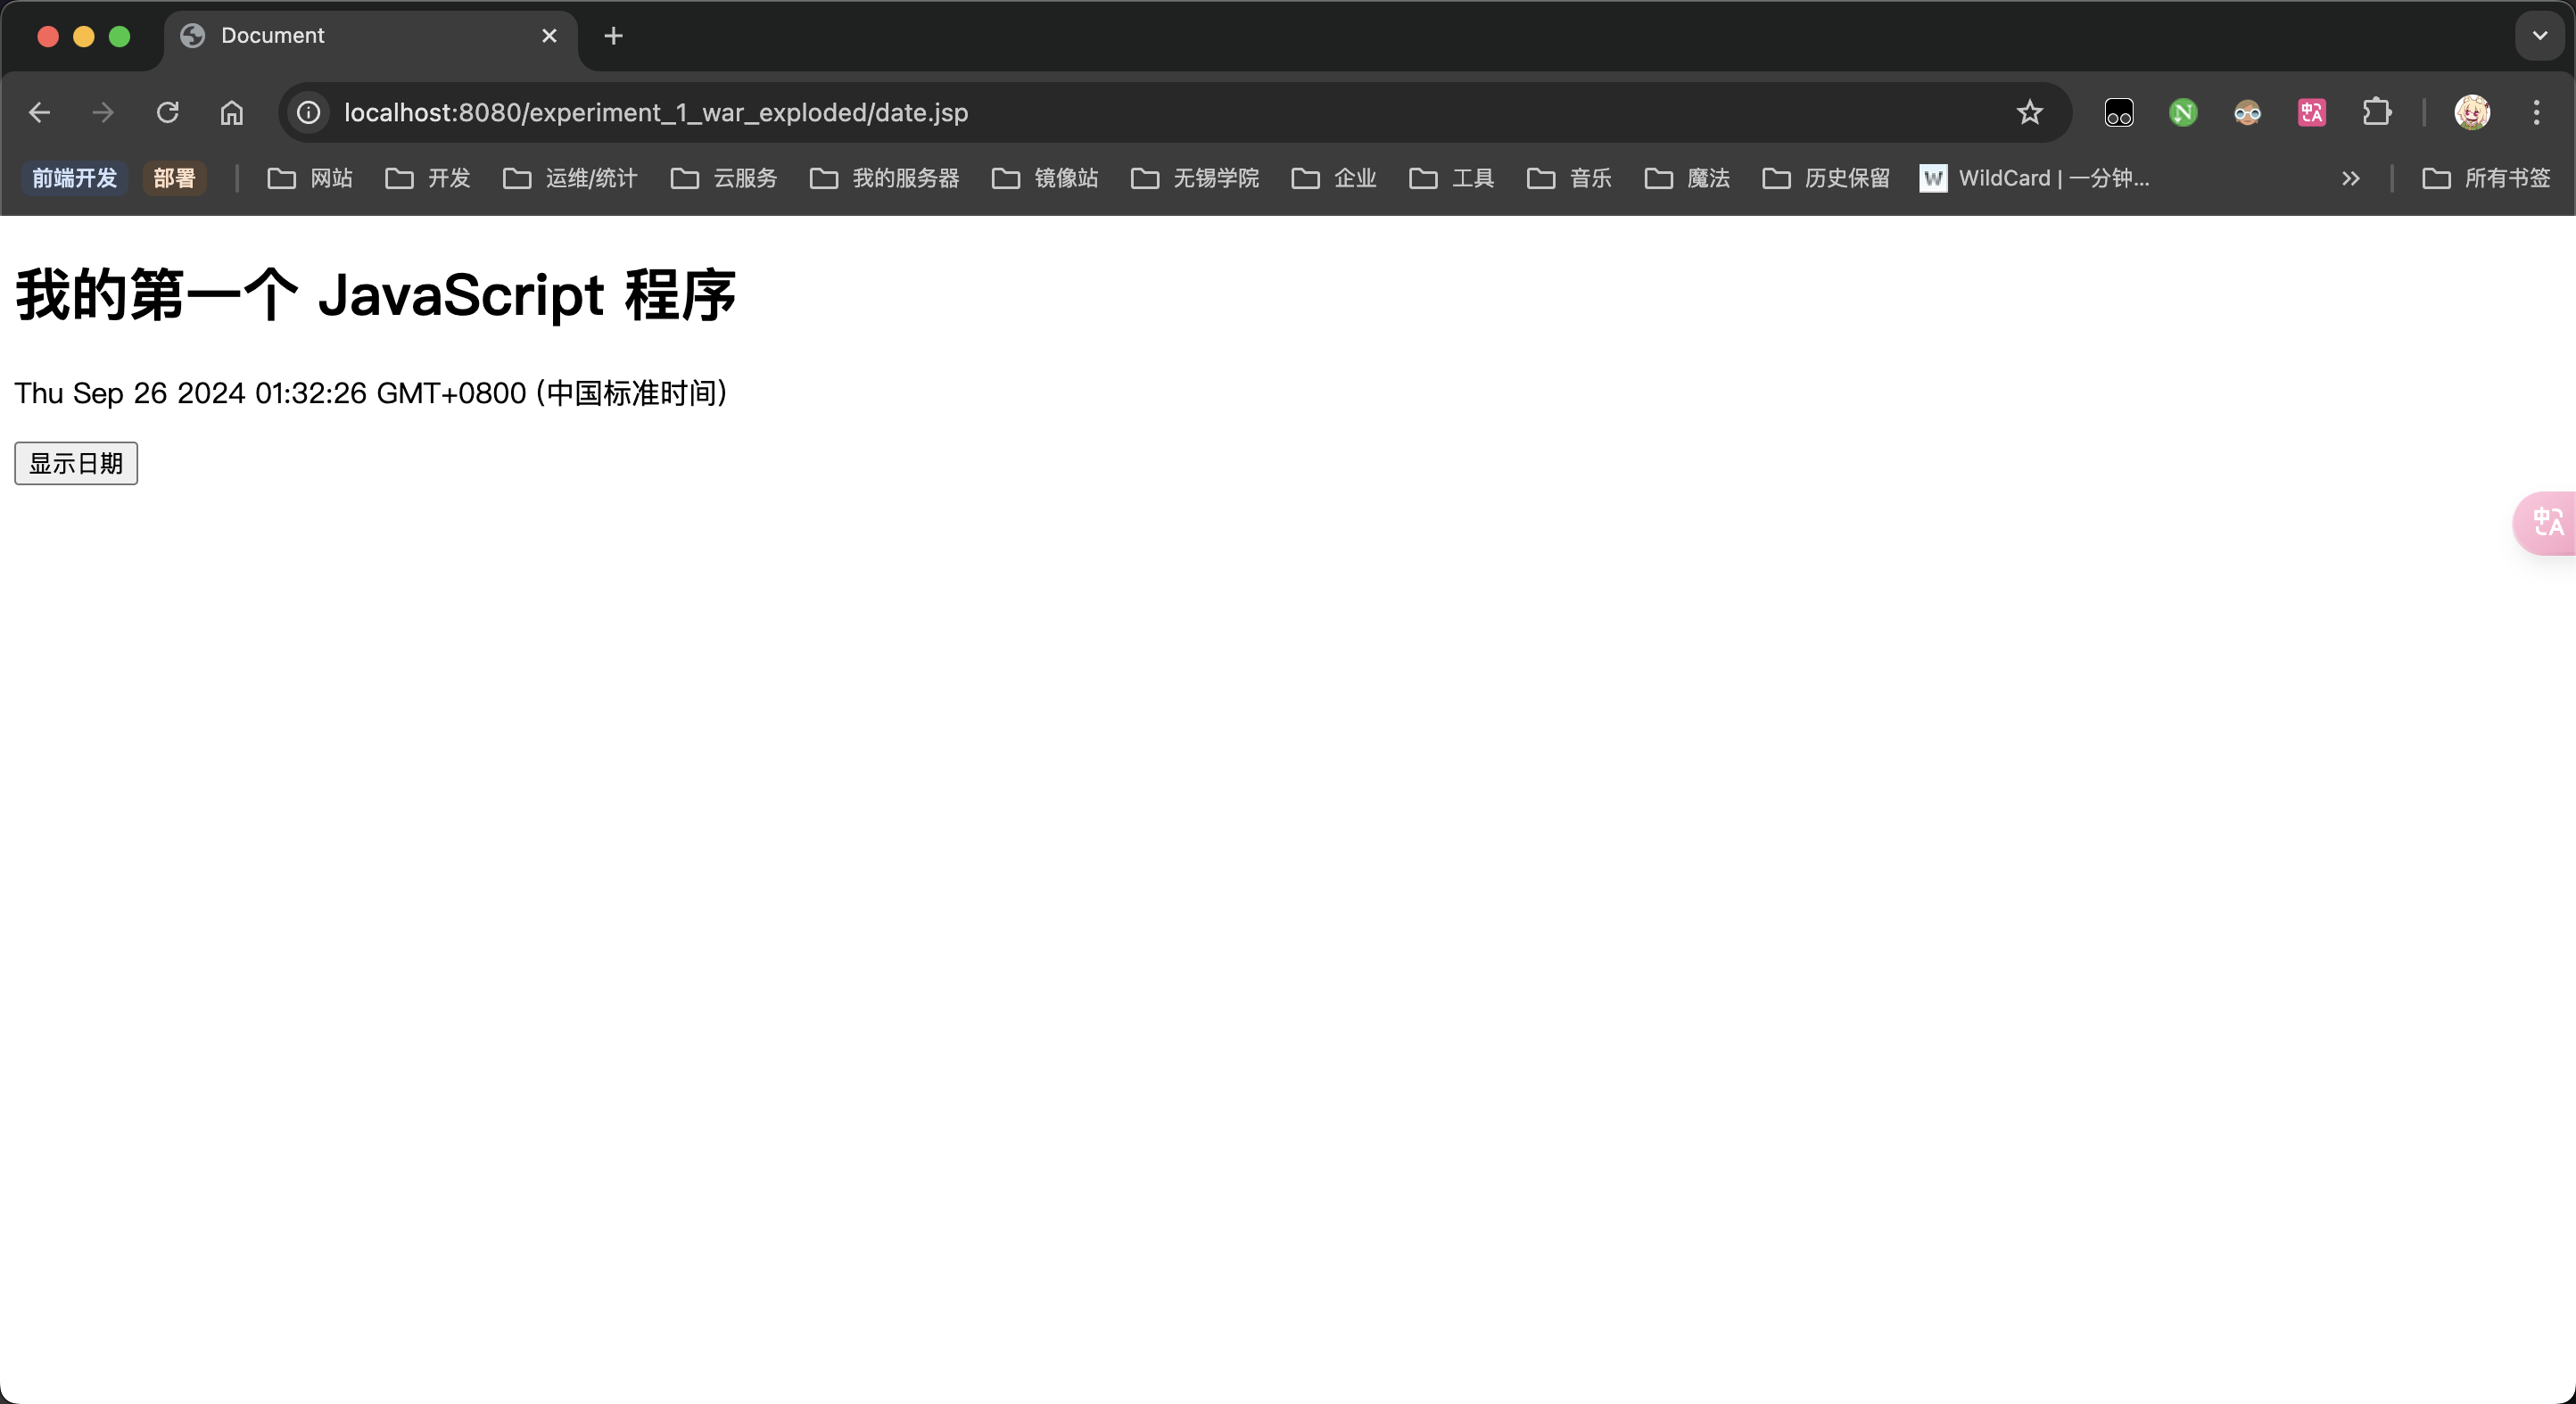 Document
localhost:8080/experiment_1_war_exploded/date.jsp
前端开发 部署 网站 开发 运维/统计 云服务 我的服务器 镜像站 无锡学院 企业 工具 音乐 魔法 历史保留 W WildCard | 一分钟... 所有书签
我的第一个 JavaScript 程序
Thu Sep 26 2024 01:32:26 GMT+0800 (中国标准时间)
显示日期